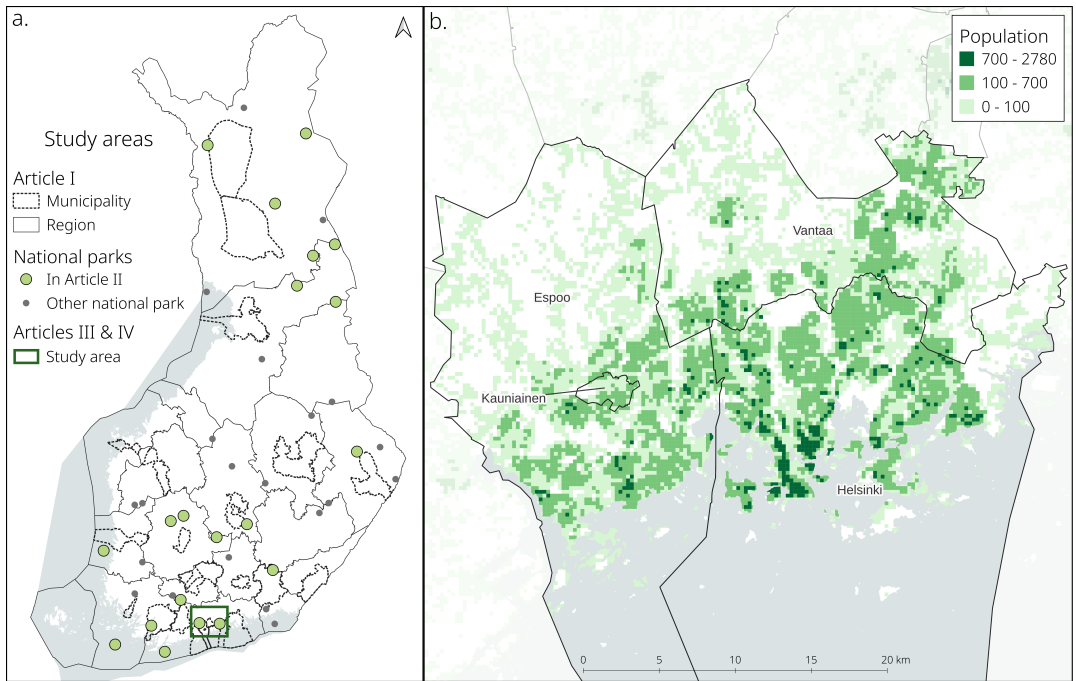 a.
Study areas
Article I
Municipality
Region
National parks
In Article II
Other national park
Articles III & IV
Study area
b.
Population
700 - 2780
100 - 700
0 - 100
Vantaa
Espoo
Kauniainen
Helsinki
0 5 10 15 20 km